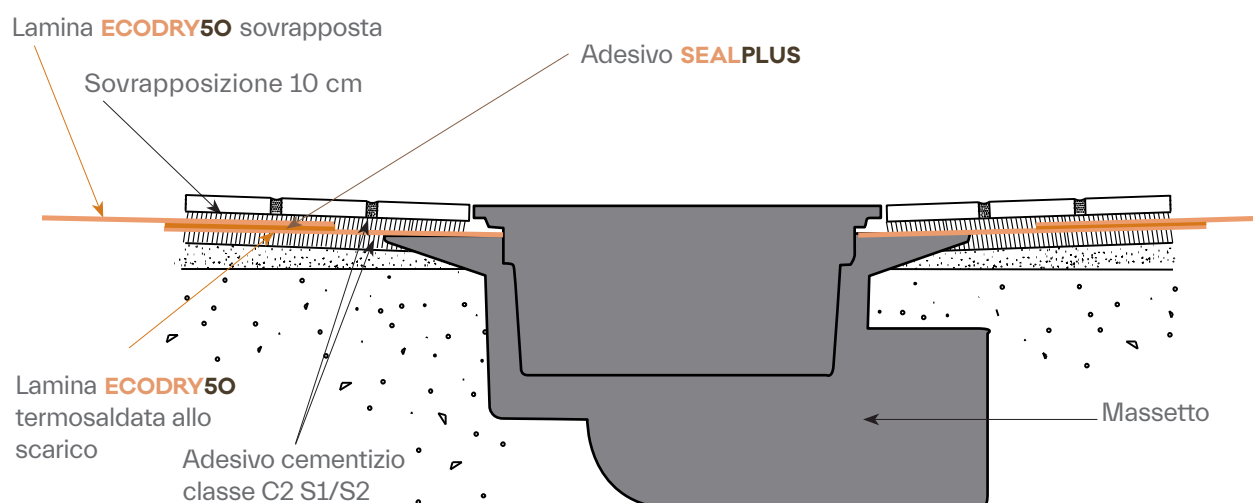 Lamina ECODRY50 sovrapposta
Adesivo SEALPLUS
Sovrapposizione 10 cm
Lamina ECODRY50
termosaldata allo
scarico
Adesivo cementizio
classe C2 S1/S2
Massetto